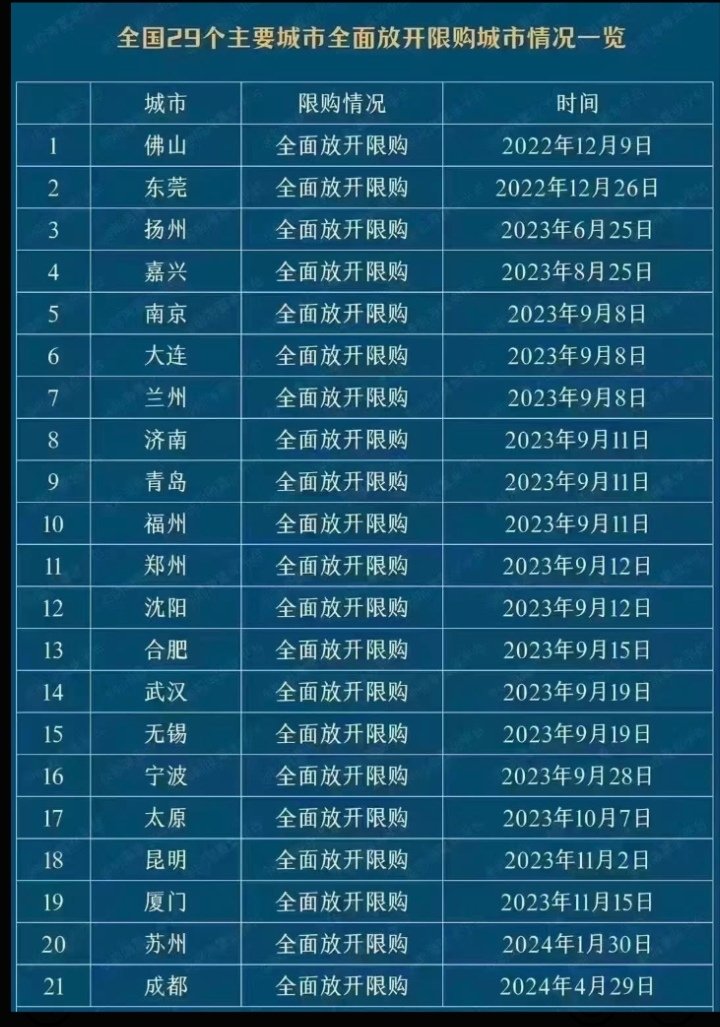 全国29个主要城市全面放开限购城市情况一览
城市 限购情况 时间
1 佛山 全面放开限购 2022年12月9日
2 东莞 全面放开限购 2022年12月26日
3 扬州 全面放开限购 2023年6月25日
4 嘉兴 全面放开限购 2023年8月25日
5 南京 全面放开限购 2023年9月8日
6 大连 全面放开限购 2023年9月8日
7 兰州 全面放开限购 2023年9月8日
8 济南 全面放开限购 2023年9月11日
9 青岛 全面放开限购 2023年9月11日
10 福州 全面放开限购 2023年9月11日
11 郑州 全面放开限购 2023年9月12日
12 沈阳 全面放开限购 2023年9月12日
13 合肥 全面放开限购 2023年9月15日
14 武汉 全面放开限购 2023年9月19日
15 无锡 全面放开限购 2023年9月19日
16 宁波 全面放开限购 2023年9月28日
17 太原 全面放开限购 2023年10月7日
18 昆明 全面放开限购 2023年11月2日
19 厦门 全面放开限购 2023年11月15日
20 苏州 全面放开限购 2024年1月30日
21 成都 全面放开限购 2024年4月29日